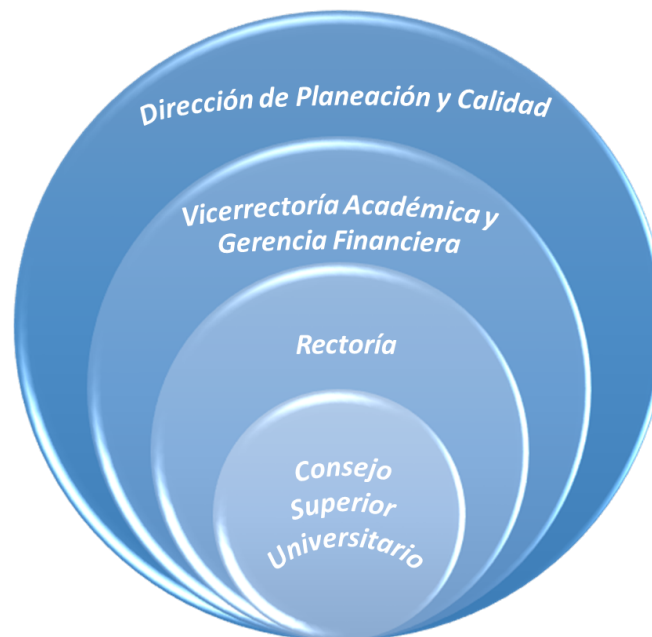 Dirección de Planeación y Calidad
Vicerrectoría Académica y
Gerencia Financiera
Rectoría
Consejo
Superior
Universitario